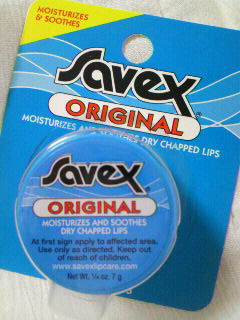 MOISTURIZES
& SOOTHES
Savex®
ORIGINAL
MOISTURIZES AND SOOTHES DRY CHAPPED LIPS
Savex
ORIGINAL
MOISTURIZES AND SOOTHES
DRY CHAPPED LIPS
At first sign apply to affected area.
Use only as directed. Keep out
of reach of children.
www.savexlipcare.com
Net Wt. ¼ oz. 7 g